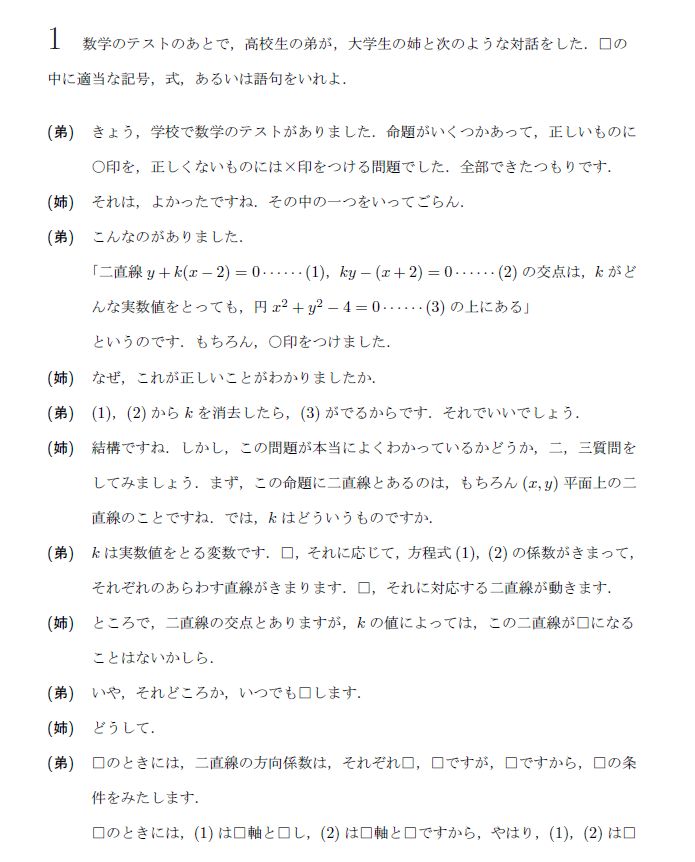 1 数学のテストのあとで，高校生の弟が，大学生の姉と次のような対話をした．□の
中に適当な記号，式，あるいは語句をいれよ．
(弟) きょう，学校で数学のテストがありました．命題がいくつかあって，正しいものに
○印を，正しくないものには×印をつける問題でした．全部できたつもりです．
(姉) それは，よかったですね．その中の一つをいってごらん．
(弟) こんなのがありました．
「二直線 y + k(x − 2) = 0 ‥‥‥ (1)，ky − (x + 2) = 0 ‥‥‥ (2) の交点は，k がど
んな実数値をとっても，円 x² + y² − 4 = 0 ‥‥‥ (3) の上にある」
というのです．もちろん，○印をつけました．
(姉) なぜ，これが正しいことがわかりましたか．
(弟) (1)，(2) から k を消去したら，(3) がでるからです．それでいいでしょう．
(姉) 結構ですね．しかし，この問題が本当によくわかっているかどうか，二，三質問を
してみましょう．まず，この命題に二直線とあるのは，もちろん (x, y) 平面上の二
直線のことですね．では，k はどういうものですか．
(弟) k は実数値をとる変数です．□，それに応じて，方程式 (1)，(2) の係数がきまって，
それぞれのあらわす直線がきまります．□，それに対応する二直線が動きます．
(姉) ところで，二直線の交点とありますが，k の値によっては，この二直線が□になる
ことはないかしら．
(弟) いや，それどころか，いつでも□します．
(姉) どうして．
(弟) □のときには，二直線の方向係数は，それぞれ□，□ですが，□ですから，□の条
件をみたします．
□のときには，(1) は□軸と□し，(2) は□軸と□ですから，やはり，(1)，(2) は□